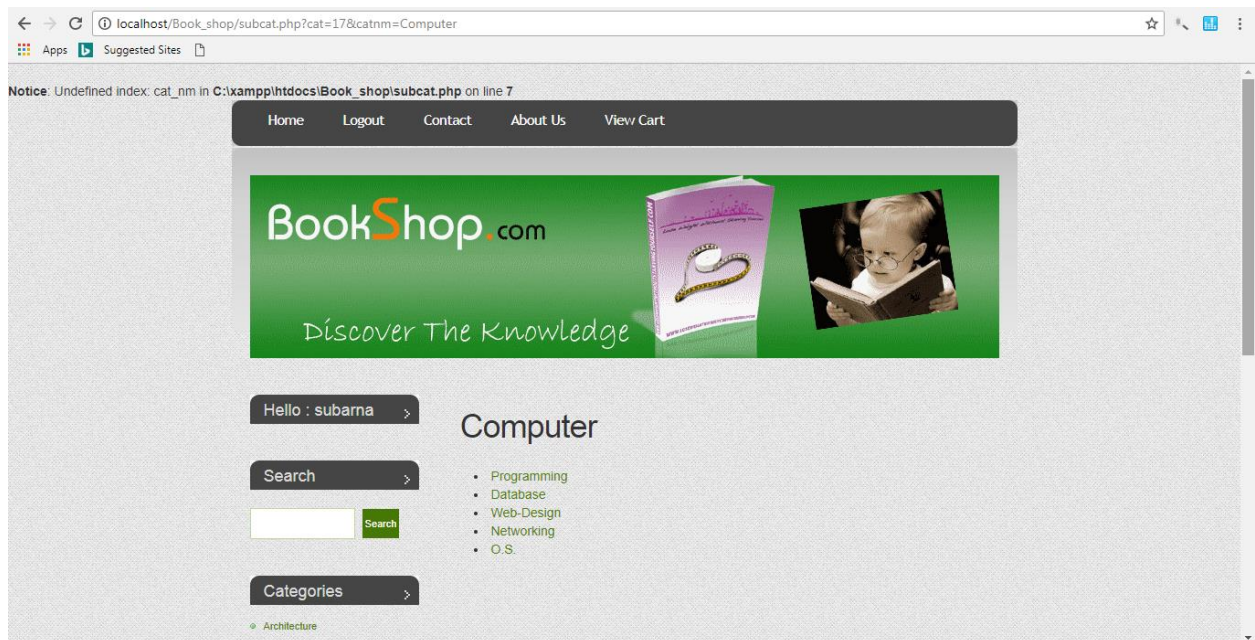 localhost/Book_shop/subcat.php?cat=17&catnm=Computer
Apps Suggested Sites
Notice: Undefined index: cat_nm in C:\xampp\htdocs\Book_shop\subcat.php on line 7
Home Logout Contact About Us View Cart
BookShop.com
Discover The Knowledge
Hello : subarna
Computer
Search
Search
Programming
Database
Web-Design
Networking
O.S.
Categories
Architecture